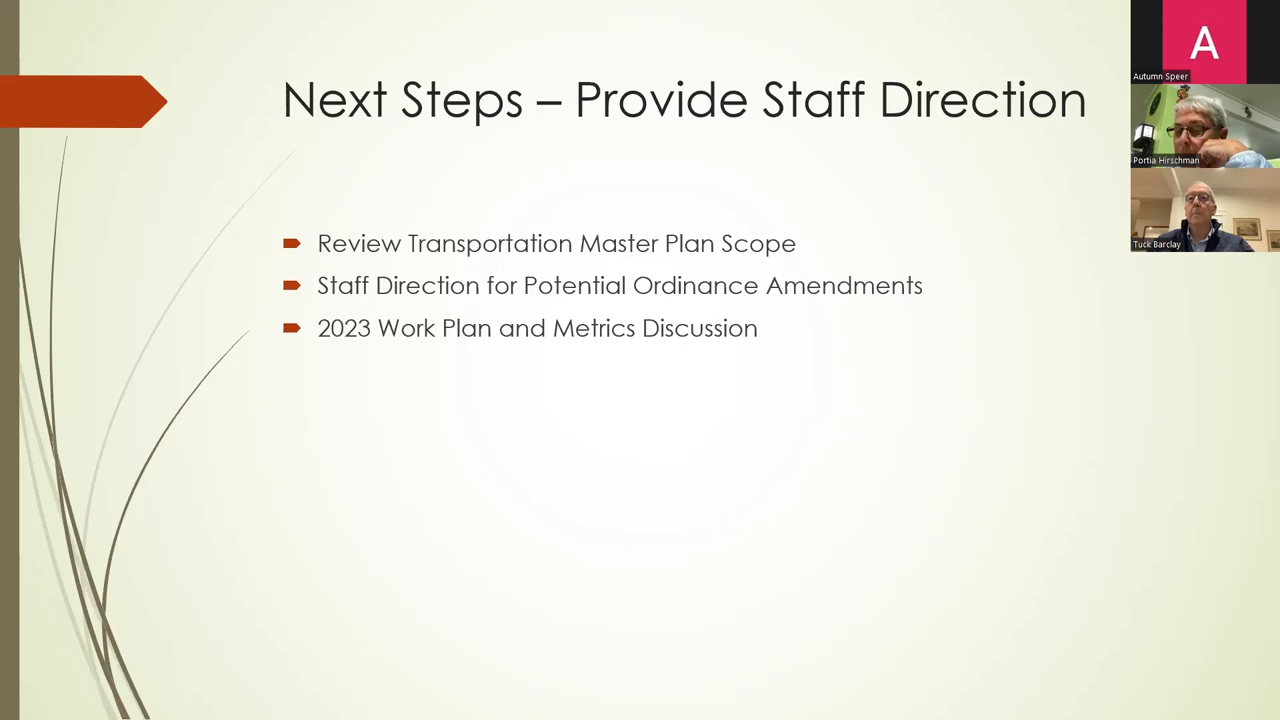 Next Steps – Provide Staff Direction
Review Transportation Master Plan Scope
Staff Direction for Potential Ordinance Amendments
2023 Work Plan and Metrics Discussion
A
Autumn Speer
Portia Hirschman
Tuck Barclay